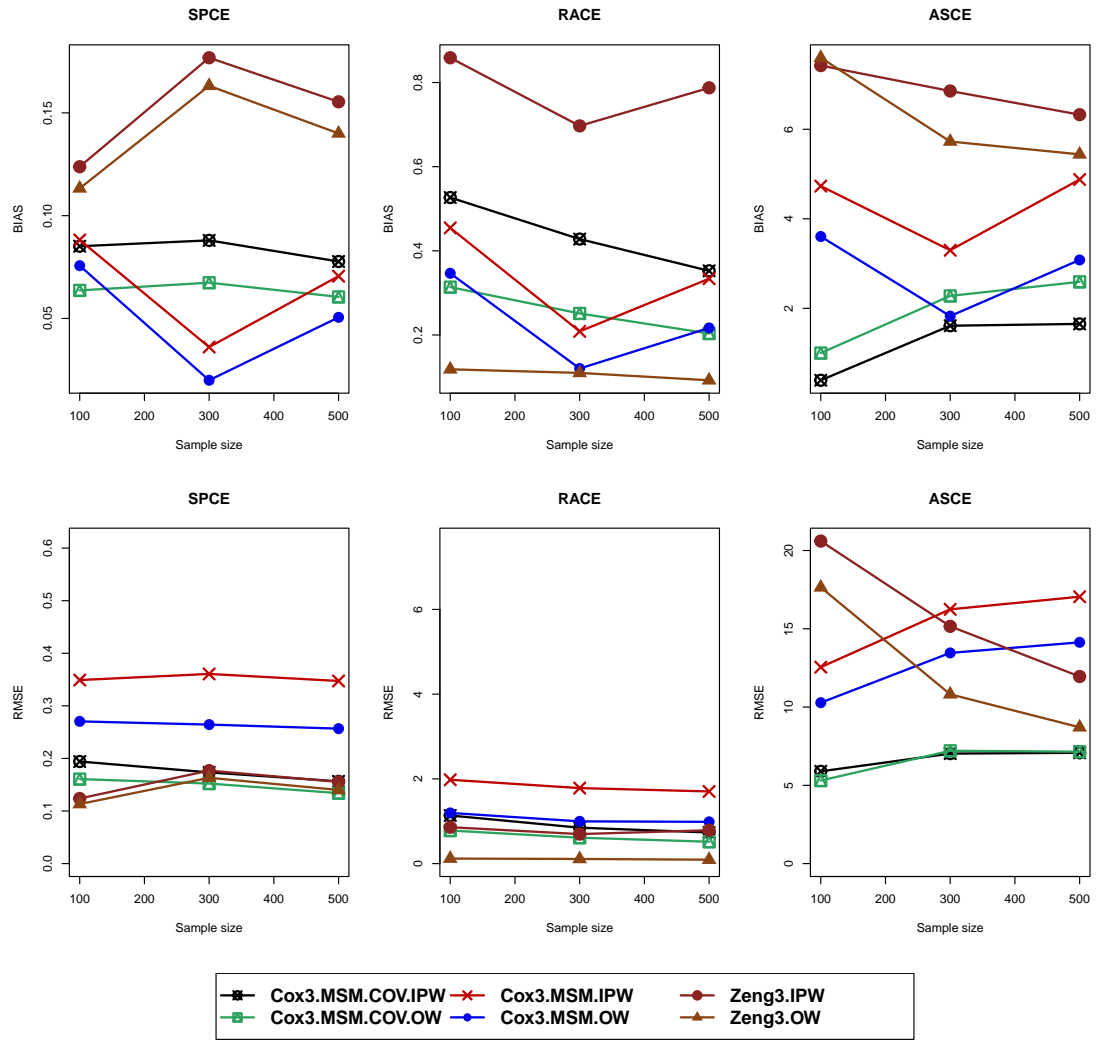 SPCE
RACE
ASCE
BIAS
0.05
0.10
0.15
100
200
300
400
500
Sample size
BIAS
0.2
0.4
0.6
0.8
100
200
300
400
500
Sample size
BIAS
2
4
6
100
200
300
400
500
Sample size
SPCE
RACE
ASCE
RMSE
0.0
0.1
0.2
0.3
0.4
0.5
0.6
100
200
300
400
500
Sample size
RMSE
0
2
4
6
100
200
300
400
500
Sample size
RMSE
0
5
10
15
20
100
200
300
400
500
Sample size
Cox3.MSM.COV.IPW
Cox3.MSM.IPW
Zeng3.IPW
Cox3.MSM.COV.OW
Cox3.MSM.OW
Zeng3.OW